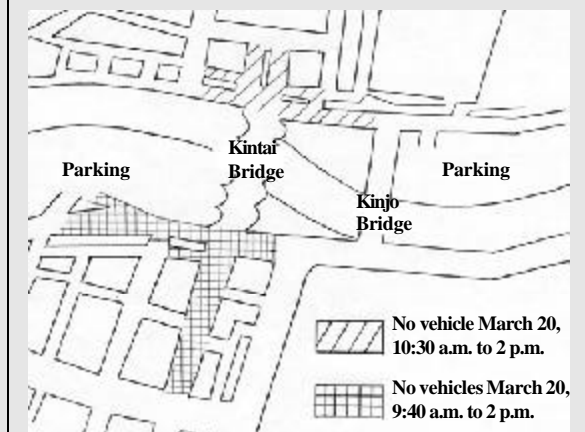 Kintai
Bridge
Parking
Parking
Kinjo
Bridge
No vehicle March 20,
10:30 a.m. to 2 p.m.
No vehicles March 20,
9:40 a.m. to 2 p.m.